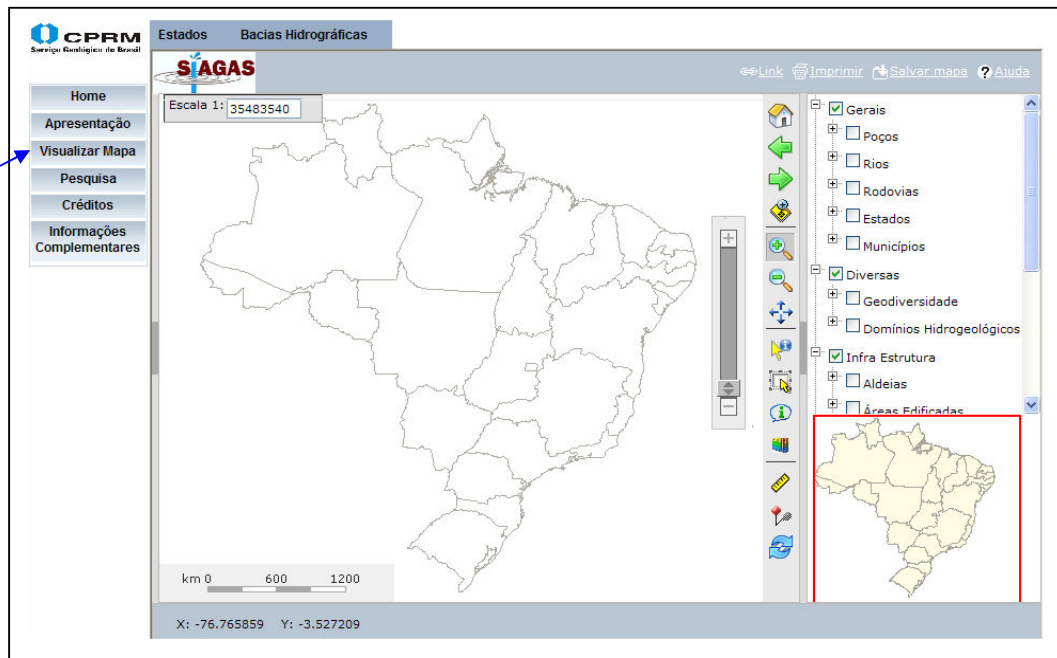 CPRM
Serviço Geológico do Brasil
Estados Bacias Hidrográficas
SIAGAS
Link Imprimir Salvar mapa ? Ajuda
Home
Apresentação
Visualizar Mapa
Pesquisa
Créditos
Informações
Complementares
Escala 1: 35483540
Gerais
Poços
Rios
Rodovias
Estados
Municípios
Diversas
Geodiversidade
Domínios Hidrogeológicos
Infra Estrutura
Aldeias
Áreas Edificadas
km 0 600 1200
X: -76.765859 Y: -3.527209